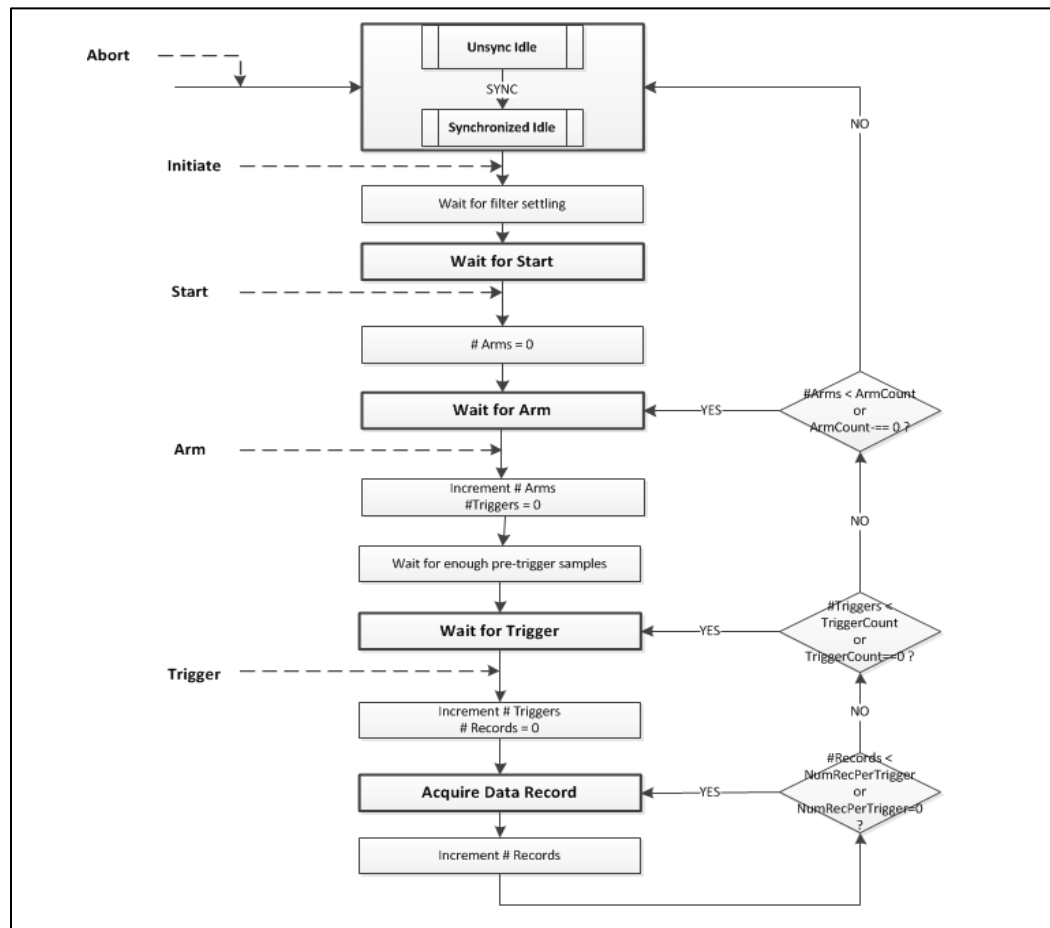 Unsync Idle
Abort
SYNC
Synchronized Idle
NO
Initiate
Wait for filter settling
Wait for Start
Start
# Arms = 0
#Arms < ArmCount
or
ArmCount-== 0 ?
Wait for Arm
YES
Arm
Increment # Arms
#Triggers = 0
NO
Wait for enough pre-trigger samples
#Triggers <
TriggerCount
or
TriggerCount==0 ?
Wait for Trigger
YES
Trigger
Increment # Triggers
# Records = 0
NO
#Records <
NumRecPerTrigger
or
NumRecPerTrigger=0
?
Acquire Data Record
YES
Increment # Records